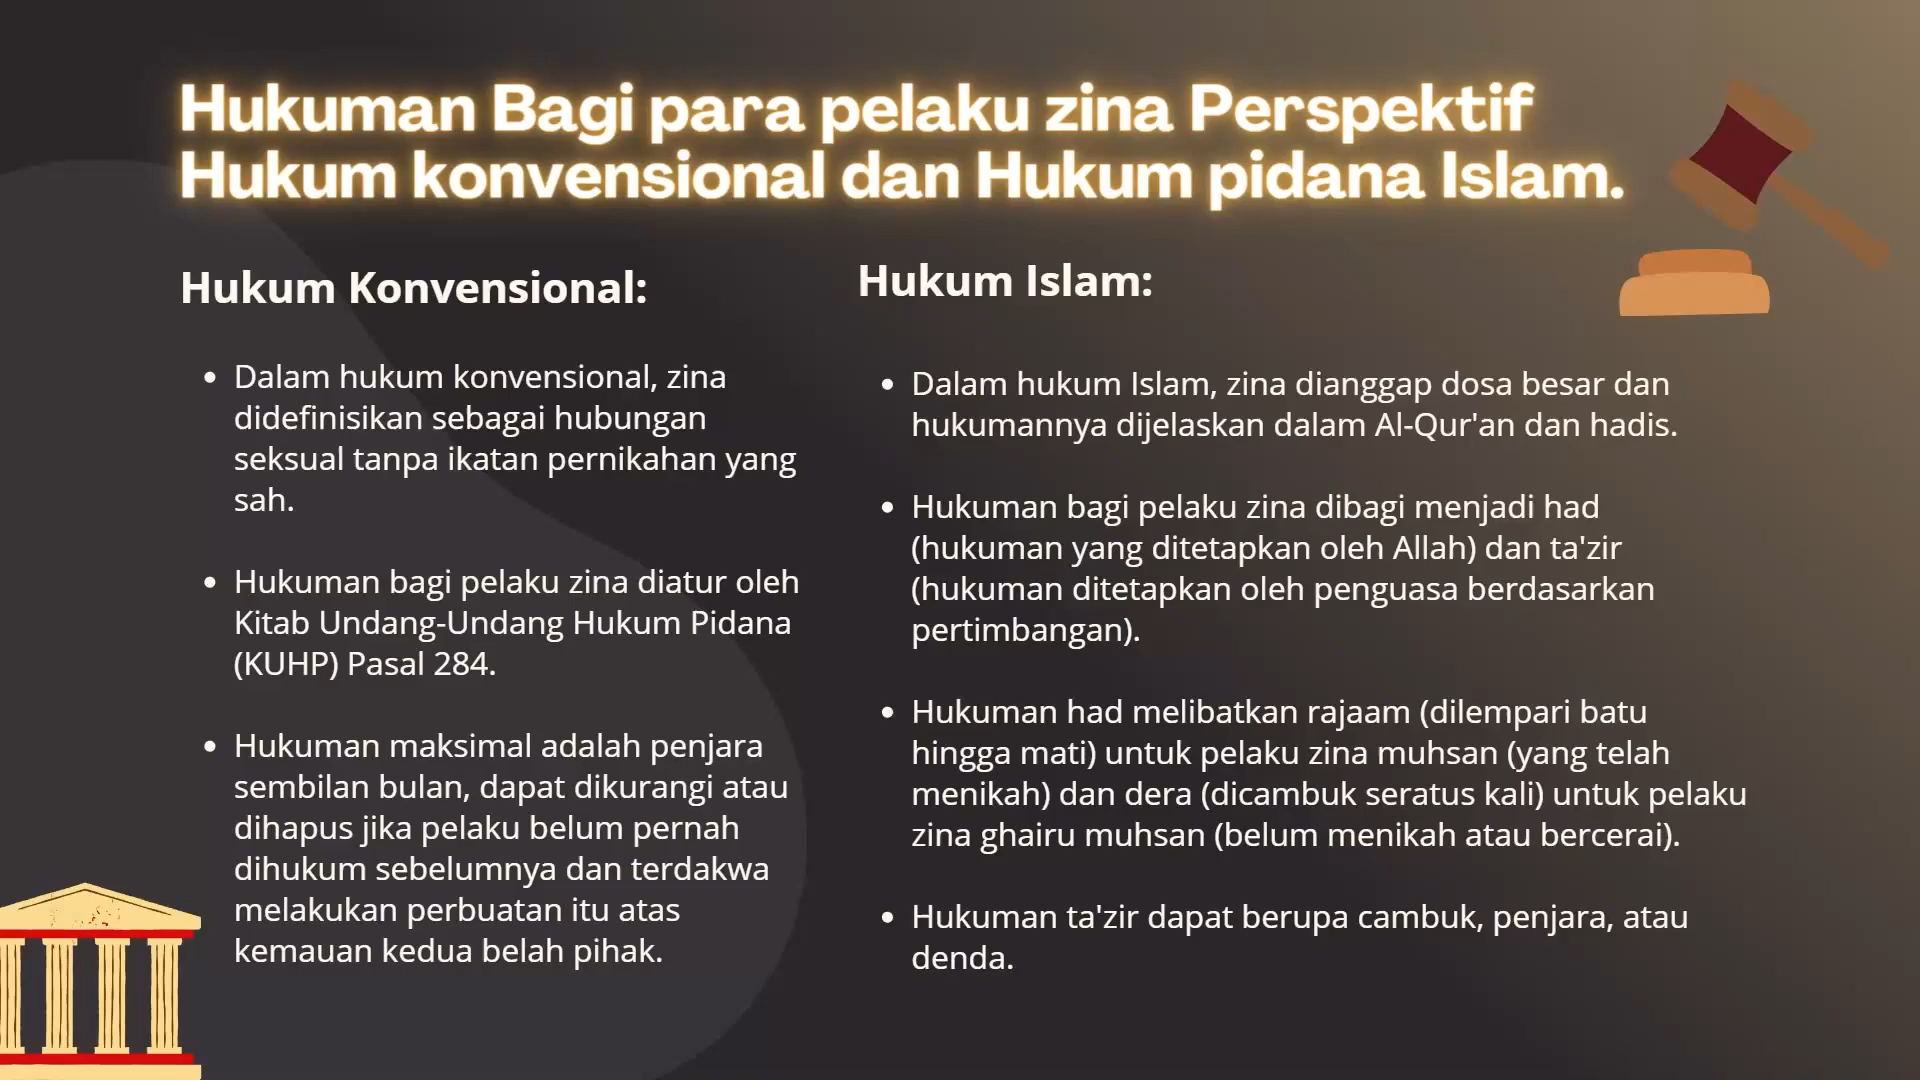 Hukuman Bagi para pelaku zina Perspektif
Hukum konvensional dan Hukum pidana Islam.
Hukum Konvensional:
• Dalam hukum konvensional, zina
didefinisikan sebagai hubungan
seksual tanpa ikatan pernikahan yang
sah.
• Hukuman bagi pelaku zina diatur oleh
Kitab Undang-Undang Hukum Pidana
(KUHP) Pasal 284.
• Hukuman maksimal adalah penjara
sembilan bulan, dapat dikurangi atau
dihapus jika pelaku belum pernah
dihukum sebelumnya dan terdakwa
melakukan perbuatan itu atas
kemauan kedua belah pihak.
Hukum Islam:
• Dalam hukum Islam, zina dianggap dosa besar dan
hukumannya dijelaskan dalam Al-Qur'an dan hadis.
• Hukuman bagi pelaku zina dibagi menjadi had
(hukuman yang ditetapkan oleh Allah) dan ta'zir
(hukuman ditetapkan oleh penguasa berdasarkan
pertimbangan).
• Hukuman had melibatkan rajaam (dilempari batu
hingga mati) untuk pelaku zina muhsan (yang telah
menikah) dan dera (dicambuk seratus kali) untuk pelaku
zina ghairu muhsan (belum menikah atau bercerai).
• Hukuman ta'zir dapat berupa cambuk, penjara, atau
denda.